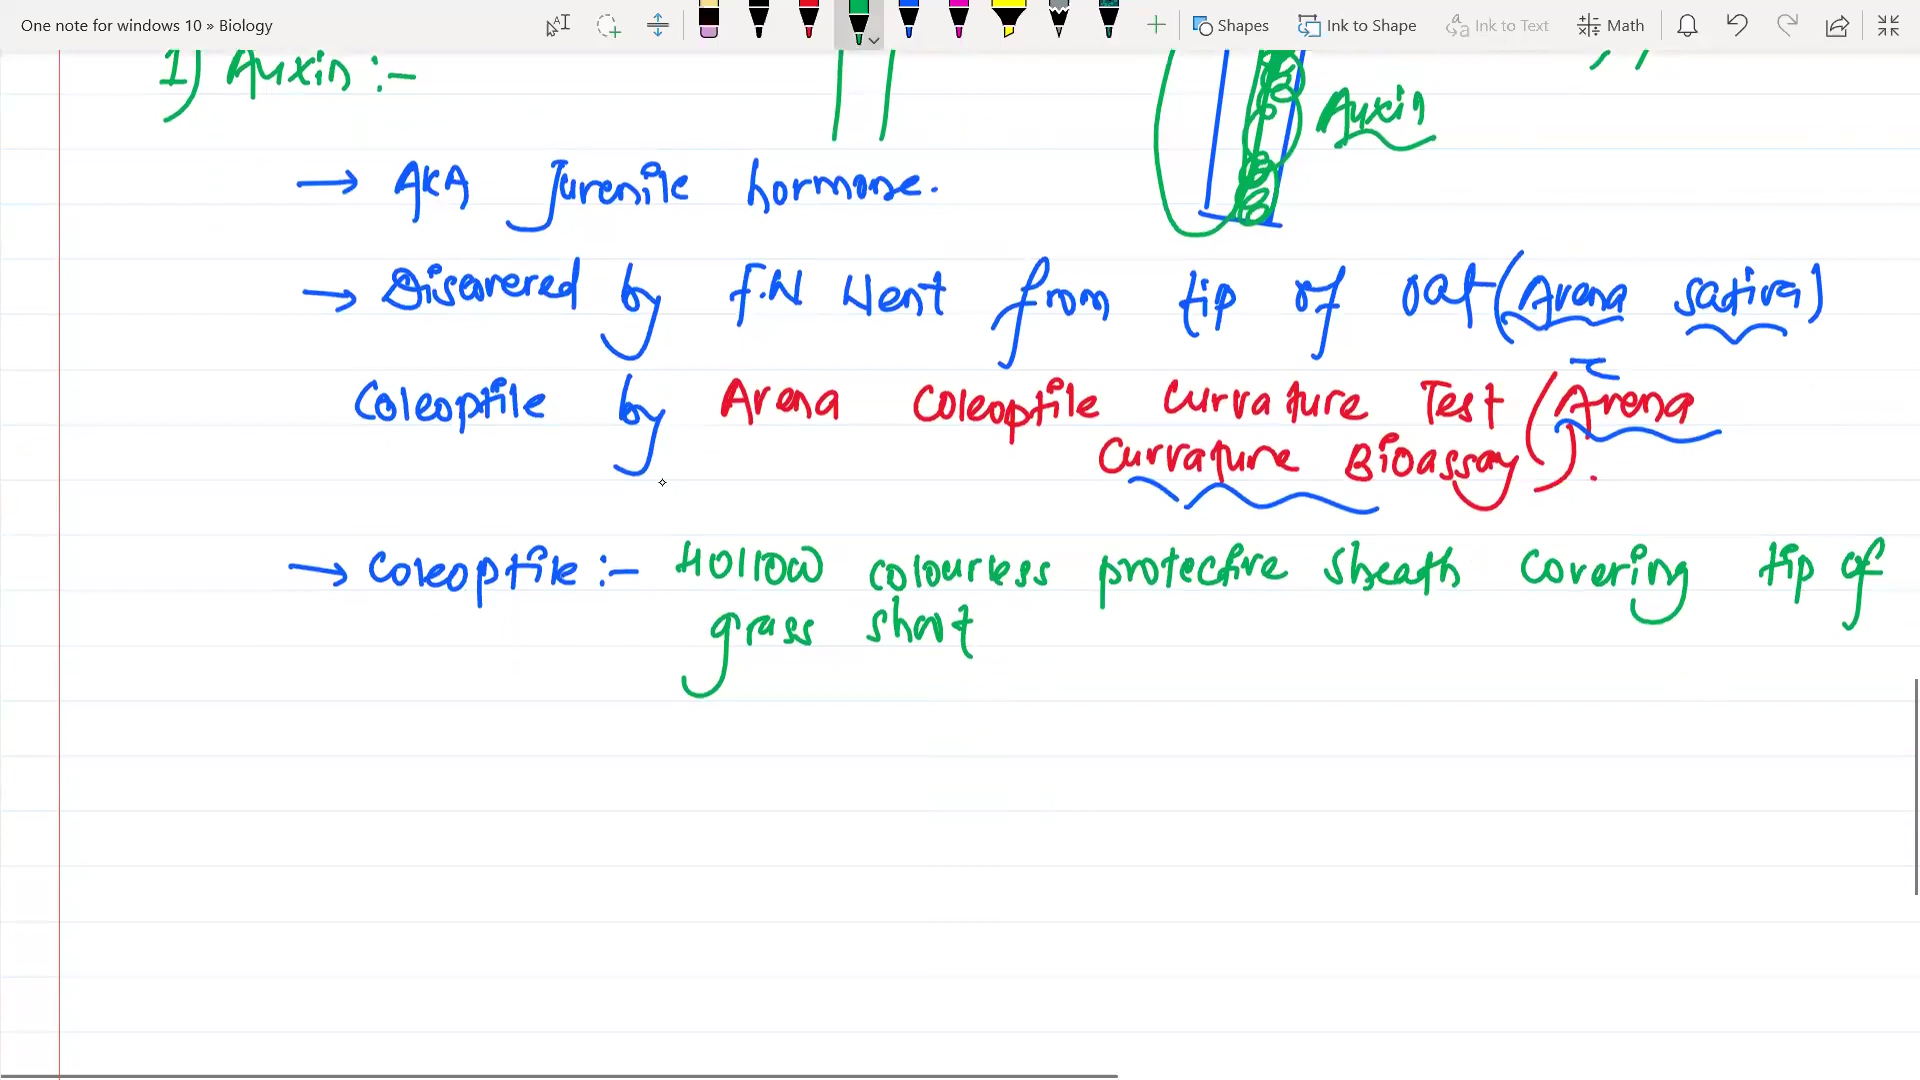 One note for windows 10 » Biology
Shapes
Ink to Shape
Ink to Text
Math
1) Auxin :-
Auxin
→ AKA Juvenile hormone.
→ Discovered by F.W Went from tip of oat (Avena sativa)
Coleoptile by Avena Coleoptile Curvature Test (Avena
Curvature Bioassay).
→ Coleoptile :- Hollow colourless protective sheath covering tip of
grass shoot